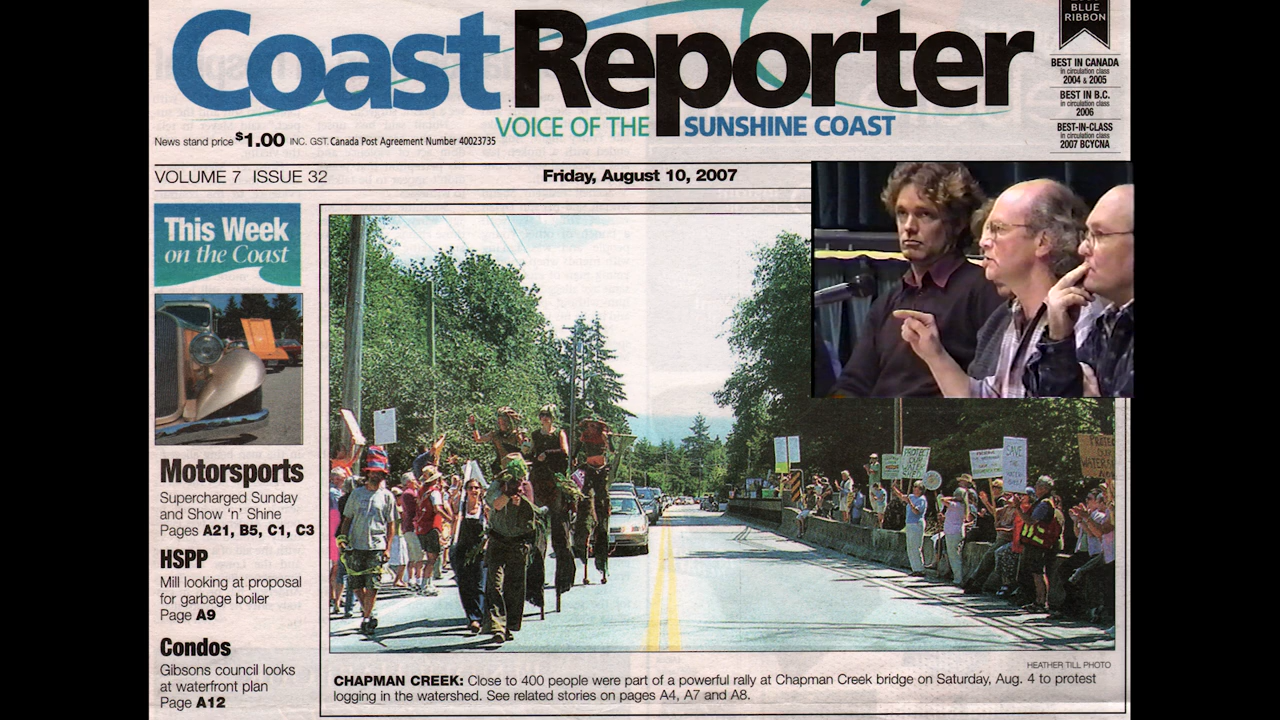 Coast Reporter
VOICE OF THE SUNSHINE COAST
BLUE
RIBBON
BEST IN CANADA
in circulation class
2004 & 2005
BEST IN B.C.
in circulation class
2006
BEST-IN-CLASS
in circulation class
2007 BCYCNA
News stand price $1.00 INC. GST. Canada Post Agreement Number 40023735
VOLUME 7 ISSUE 32
Friday, August 10, 2007
This Week
on the Coast
Motorsports
Supercharged Sunday
and Show 'n' Shine
Pages A21, B5, C1, C3
HSPP
Mill looking at proposal
for garbage boiler
Page A9
Condos
Gibsons council looks
at waterfront plan
Page A12
PROTECT
SAVE
PROTECT
HEATHER TILL PHOTO
CHAPMAN CREEK: Close to 400 people were part of a powerful rally at Chapman Creek bridge on Saturday, Aug. 4 to protest
logging in the watershed. See related stories on pages A4, A7 and A8.